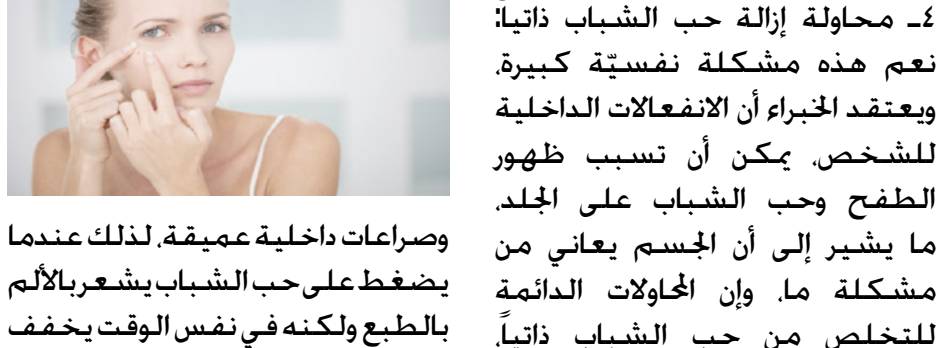 ٤ـ محاولة إزالة حب الشباب ذاتياً:
نعم هذه مشكلة نفسيّة كبيرة،
ويعتقد الخبراء أن الانفعالات الداخلية
للشخص، يمكن أن تسبب ظهور
الطفح وحب الشباب على الجلد،
ما يشير إلى أن الجسم يعاني من
مشكلة ما، وإن المحاولات الدائمة
للتخلص من حب الشباب ذاتياً،
وصراعات داخلية عميقة، لذلك عندما
يضغط على حب الشباب يشعر بالألم
بالطبع ولكنه في نفس الوقت يخفف